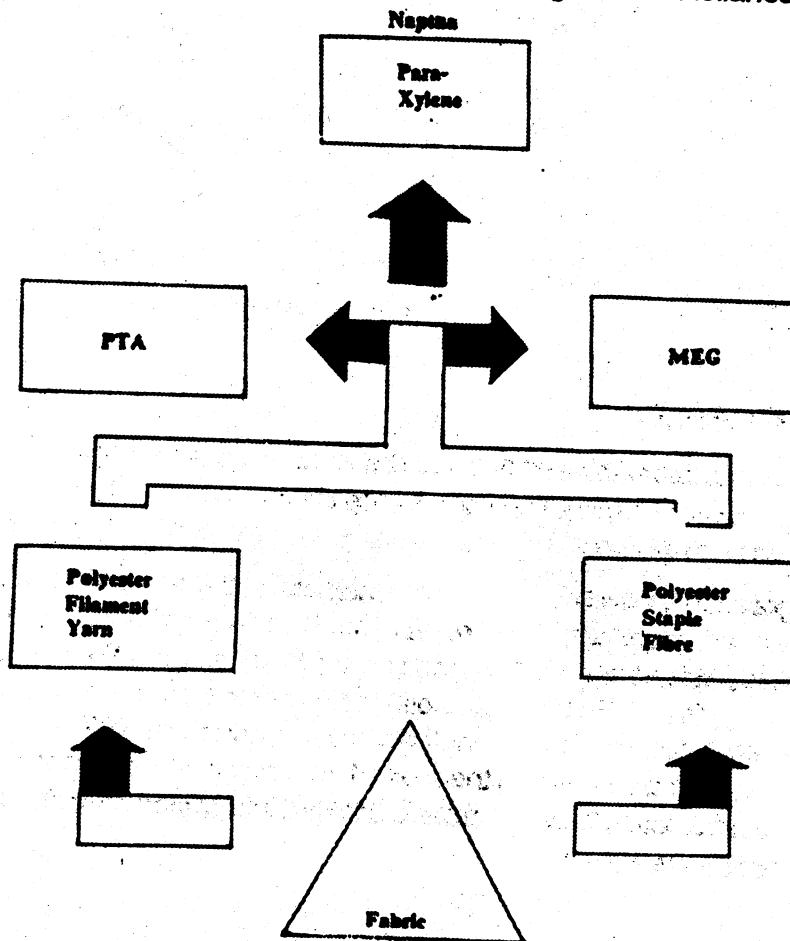 Naptna
Para-
Xylene
PTA
MEG
Polyester
Filament
Yarn
Polyester
Staple
Fibre
Fabric